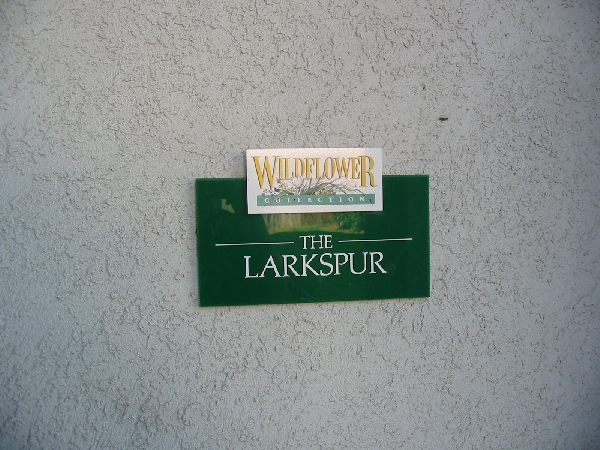 WILDFLOWER
COLLECTION
THE
LARKSPUR